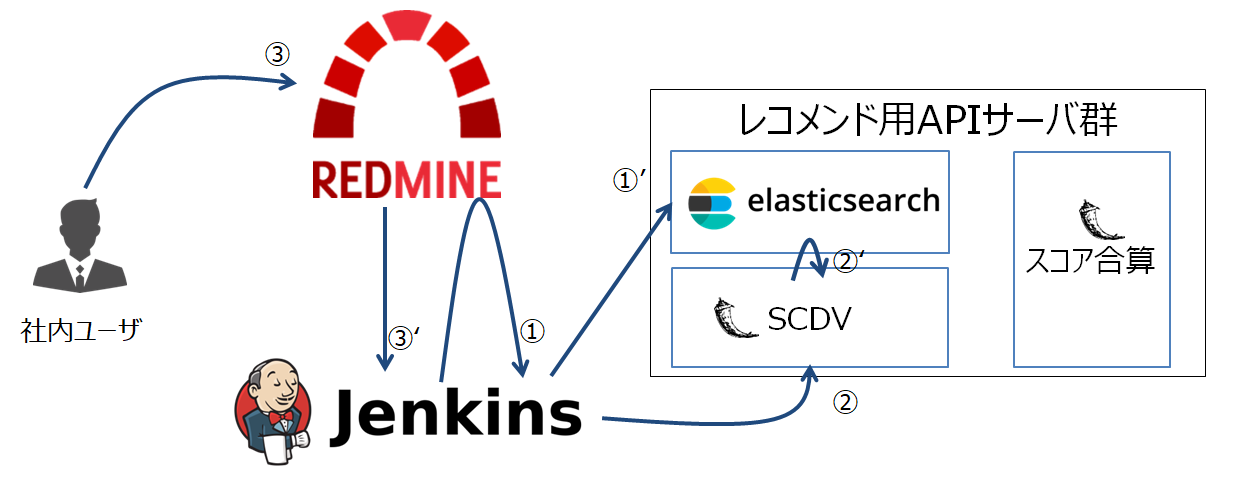 ③
REDMINE
レコメンド用APIサーバ群
①′
elasticsearch
②‘
スコア合算
SCDV
社内ユーザ
③‘
①
Jenkins
②